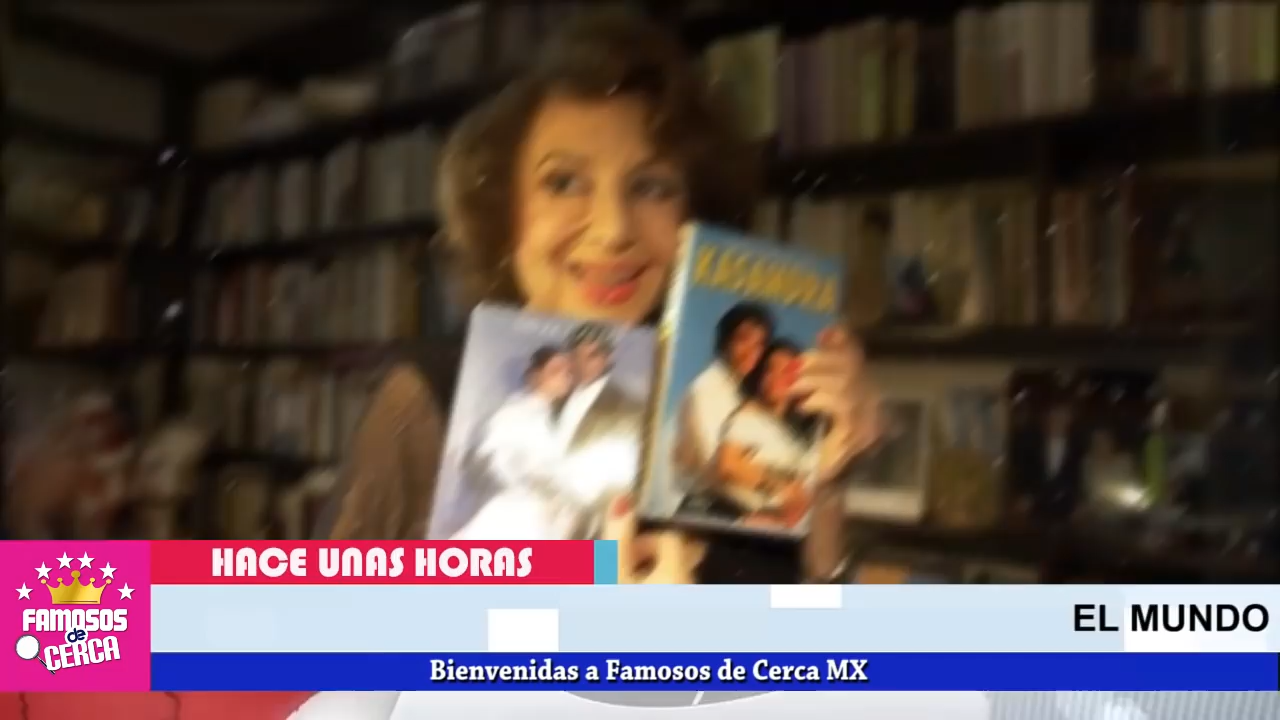 KASANDRA
HACE UNAS HORAS
FAMOSOS
de
CERCA
EL MUNDO
Bienvenidas a Famosos de Cerca MX